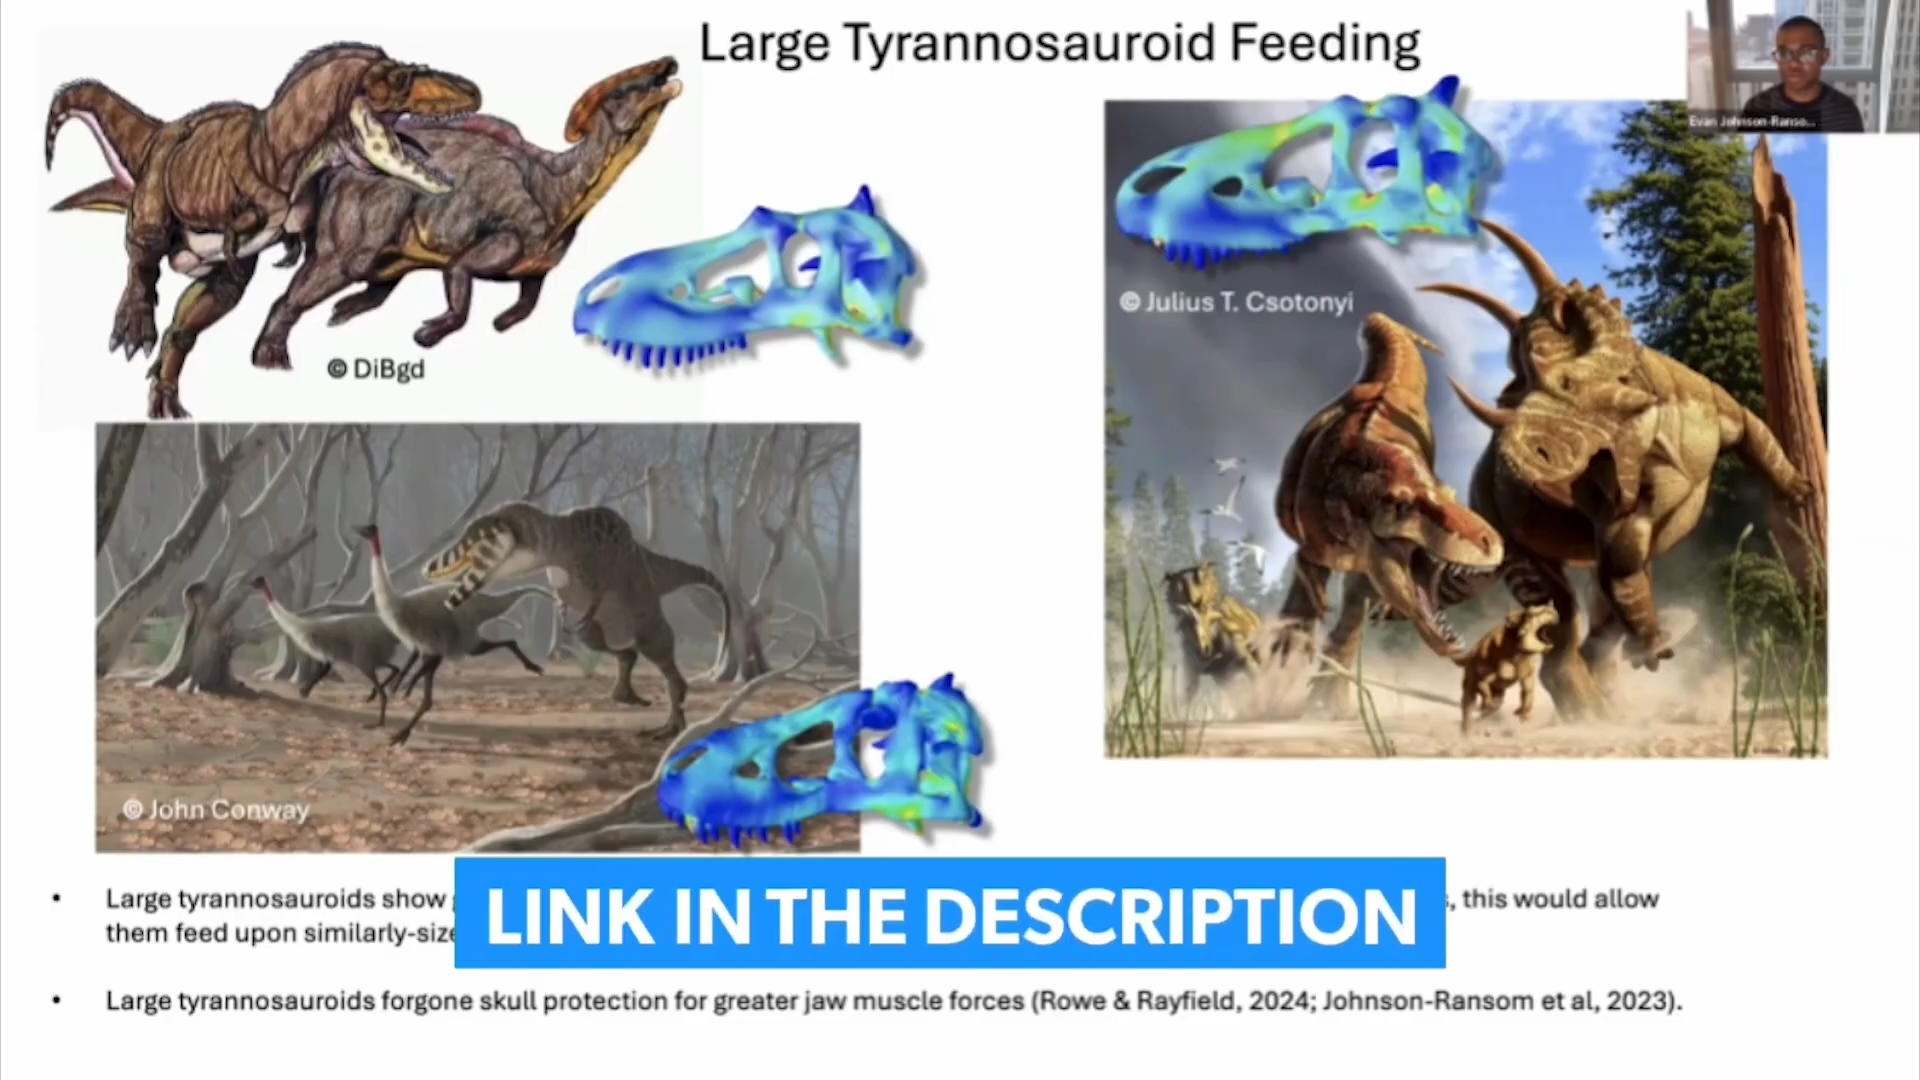 Large Tyrannosauroid Feeding
Evan Johnson-Ranso...
© Julius T. Csotonyi
© DiBgd
© John Conway
Large tyrannosauroids show
, this would allow
them feed upon similarly-size
LINK IN THE DESCRIPTION
Large tyrannosauroids forgone skull protection for greater jaw muscle forces (Rowe & Rayfield, 2024; Johnson-Ransom et al, 2023).